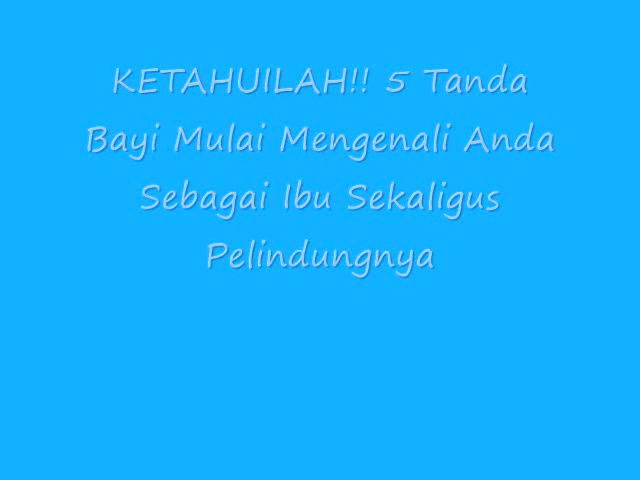 KETAHUILAH!! 5 Tanda
Bayi Mulai Mengenali Anda
Sebagai Ibu Sekaligus
Pelindungnya